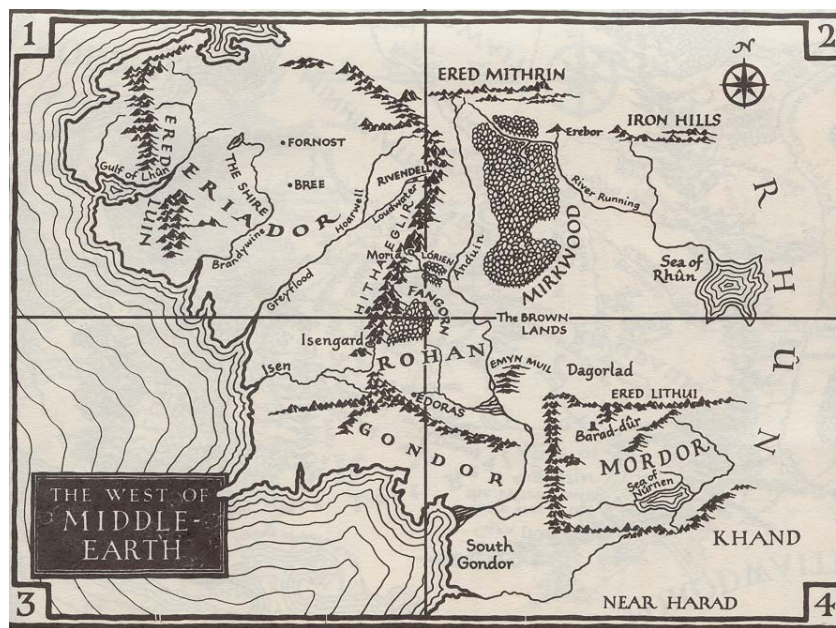 1
2
N
ERED MITHRIN
IRON HILLS
Erebor
FORNOST
ERED
LUIN
Gulf of Lhûn
THE SHIRE
BREE
ERIADOR
RIVENDELL
Hoarwell
Loudwater
River Running
RHÛN
Brandywine
Greyflood
HITHAEGLIR
Moria
LÓRIEN
Anduin
MIRKWOOD
Sea of
Rhûn
FANGORN
The BROWN
LANDS
Isengard
ROHAN
Isen
EMYN MUIL
Dagorlad
EDORAS
ERED LITHUI
Barad-dûr
GONDOR
MORDOR
Sea of
Nûrnen
THE WEST OF
MIDDLE-
EARTH
South
Gondor
KHAND
NEAR HARAD
3
4